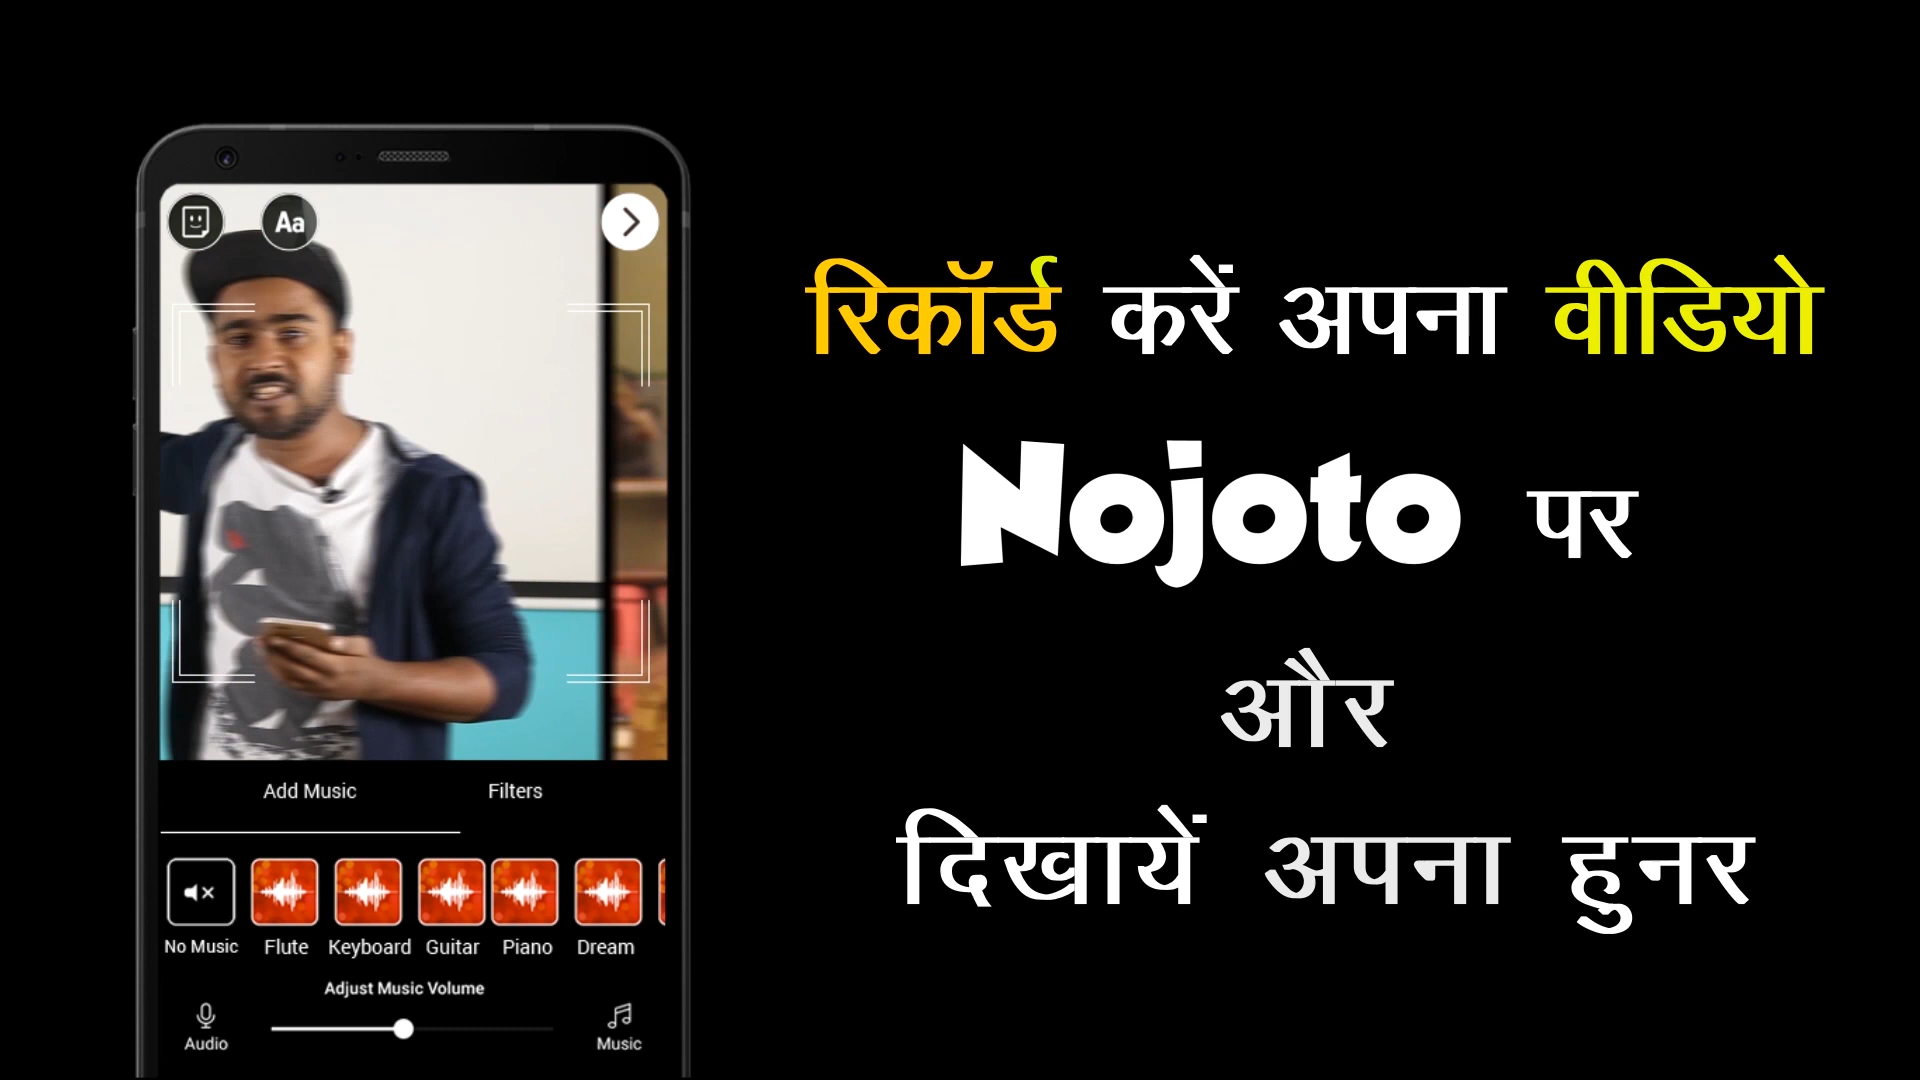 Aa
Add Music Filters
No Music Flute Keyboard Guitar Piano Dream
Adjust Music Volume
Audio Music
रिकॉर्ड करें अपना वीडियो
Nojoto पर
और
दिखायें अपना हुनर